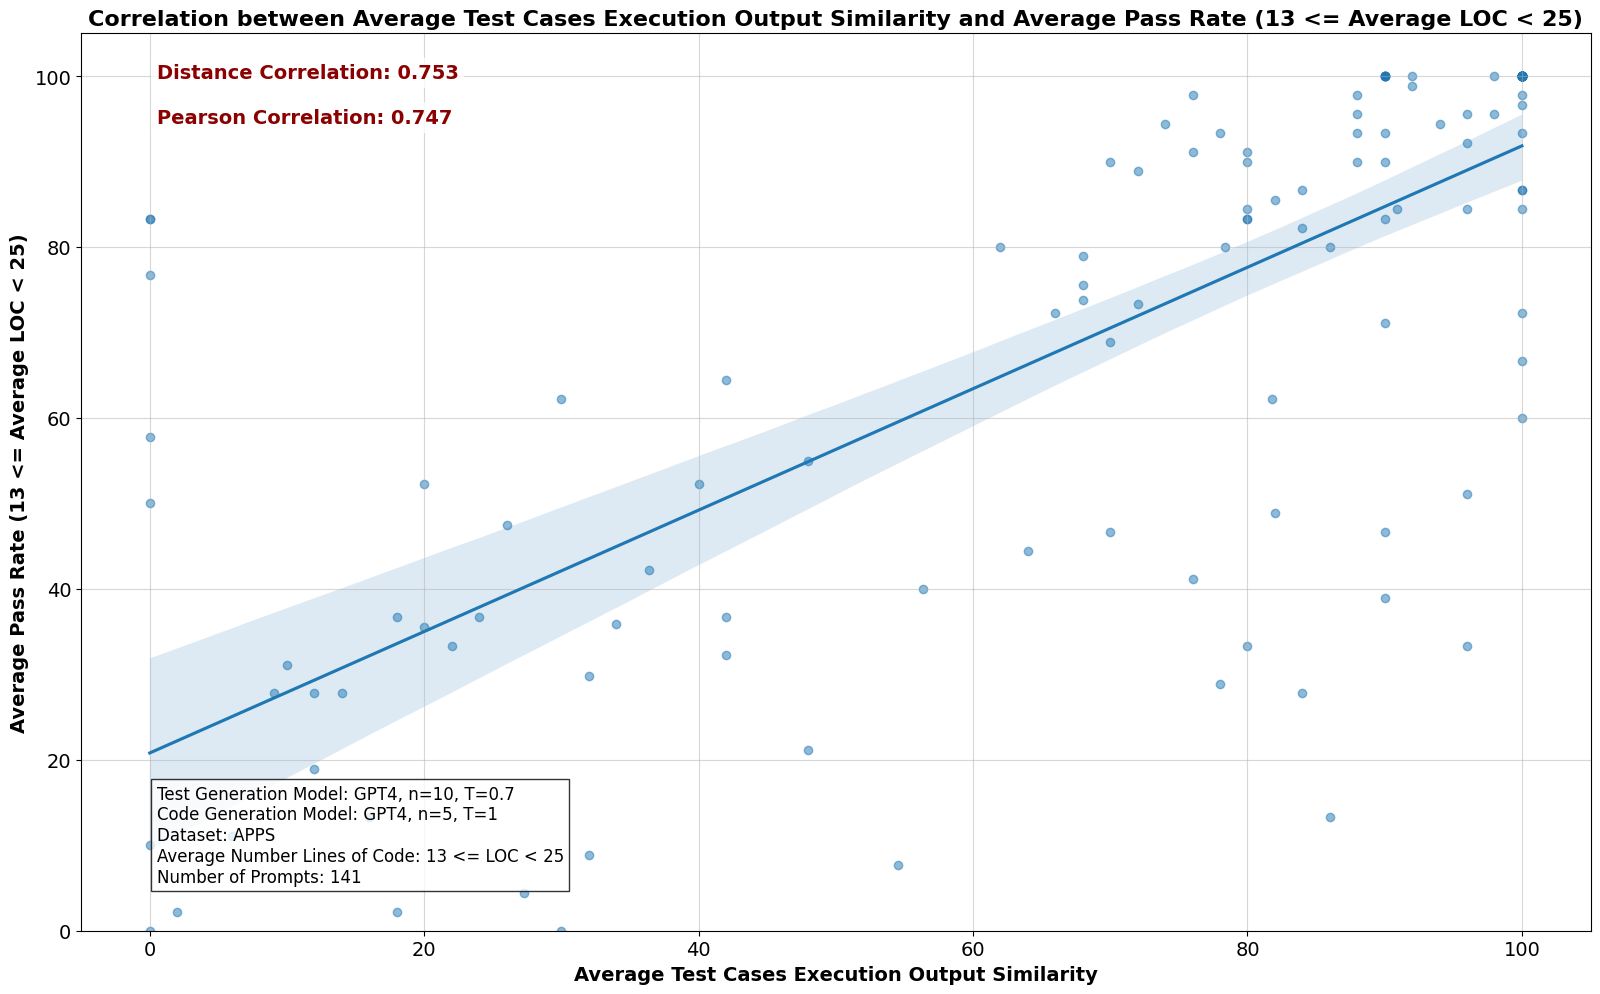 Correlation between Average Test Cases Execution Output Similarity and Average Pass Rate (13 <= Average LOC < 25)
Distance Correlation: 0.753
Pearson Correlation: 0.747
Average Pass Rate (13 <= Average LOC < 25)
100
80
60
40
20
0
Test Generation Model: GPT4, n=10, T=0.7
Code Generation Model: GPT4, n=5, T=1
Dataset: APPS
Average Number Lines of Code: 13 <= LOC < 25
Number of Prompts: 141
0 20 40 60 80 100
Average Test Cases Execution Output Similarity